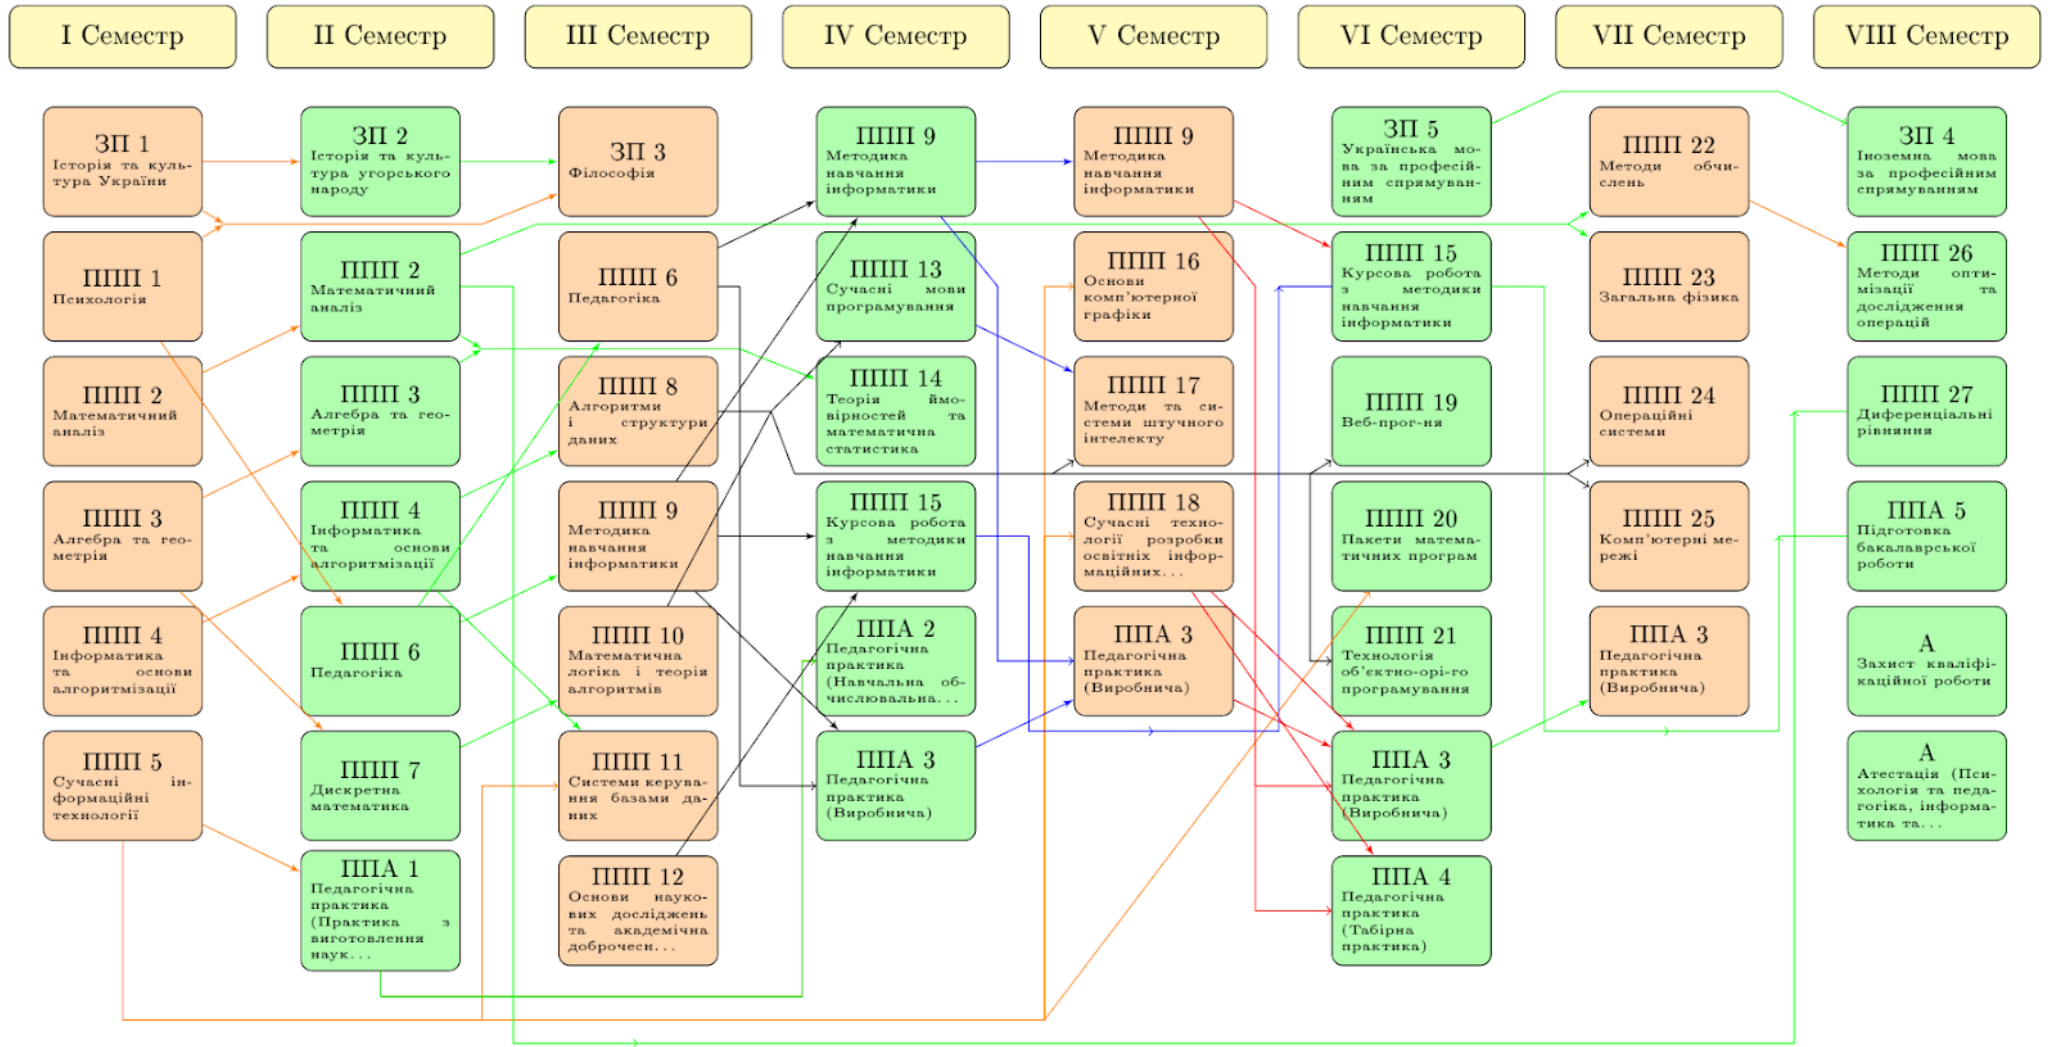 I Семестр
II Семестр
III Семестр
IV Семестр
V Семестр
VI Семестр
VII Семестр
VIII Семестр
ЗП 1
Історія та куль-
тура України
ППП 1
Психологія
ППП 2
Математичний
аналіз
ППП 3
Алгебра та гео-
метрія
ППП 4
Інформатика
та основи
алгоритмізації
ППП 5
Сучасні ін-
формаційні
технології
ЗП 2
Історія та куль-
тура угорського
народу
ППП 2
Математичний
аналіз
ППП 3
Алгебра та гео-
метрія
ППП 4
Інформатика
та основи
алгоритмізації
ППП 6
Педагогіка
ППП 7
Дискретна
математика
ППА 1
Педагогічна
практика
(Практика з
виготовлення
наук...
ЗП 3
Філософія
ППП 6
Педагогіка
ППП 8
Алгоритми
і структури
даних
ППП 9
Методика
навчання
інформатики
ППП 10
Математична
логіка і теорія
алгоритмів
ППП 11
Системи керува-
ння базами да-
них
ППП 12
Основи науко-
вих досліджень
та академічна
доброчесн...
ППП 9
Методика
навчання
інформатики
ППП 13
Сучасні мови
програмування
ППП 14
Теорія ймо-
вірностей та
математична
статистика
ППП 15
Курсова робота
з методики
навчання
інформатики
ППА 2
Педагогічна
практика
(Навчальна об-
числювальна...
ППА 3
Педагогічна
практика
(Виробнича)
ППП 9
Методика
навчання
інформатики
ППП 16
Основи
комп'ютерної
графіки
ППП 17
Методи та си-
стеми штучного
інтелекту
ППП 18
Сучасні техно-
логії розробки
освітніх інфор-
маційних...
ППА 3
Педагогічна
практика
(Виробнича)
ЗП 5
Українська мо-
ва за професій-
ним спрямуван-
ням
ППП 15
Курсова робота
з методики
навчання
інформатики
ППП 19
Веб-прог-ня
ППП 20
Пакети матема-
тичних програм
ППП 21
Технологія
об'єктно-орі-го
програмування
ППА 3
Педагогічна
практика
(Виробнича)
ППА 4
Педагогічна
практика
(Табірна
практика)
ППП 22
Методи обчи-
слень
ППП 23
Загальна фізика
ППП 24
Операційні
системи
ППП 25
Комп'ютерні ме-
режі
ППА 3
Педагогічна
практика
(Виробнича)
ЗП 4
Іноземна мова
за професійним
спрямуванням
ППП 26
Методи опти-
мізації та
дослідження
операцій
ППП 27
Диференціальні
рівняння
ППА 5
Підготовка
бакалаврської
роботи
А
Захист кваліфі-
каційної роботи
А
Атестація (Пси-
хологія та педа-
гогіка, інформа-
тика та...